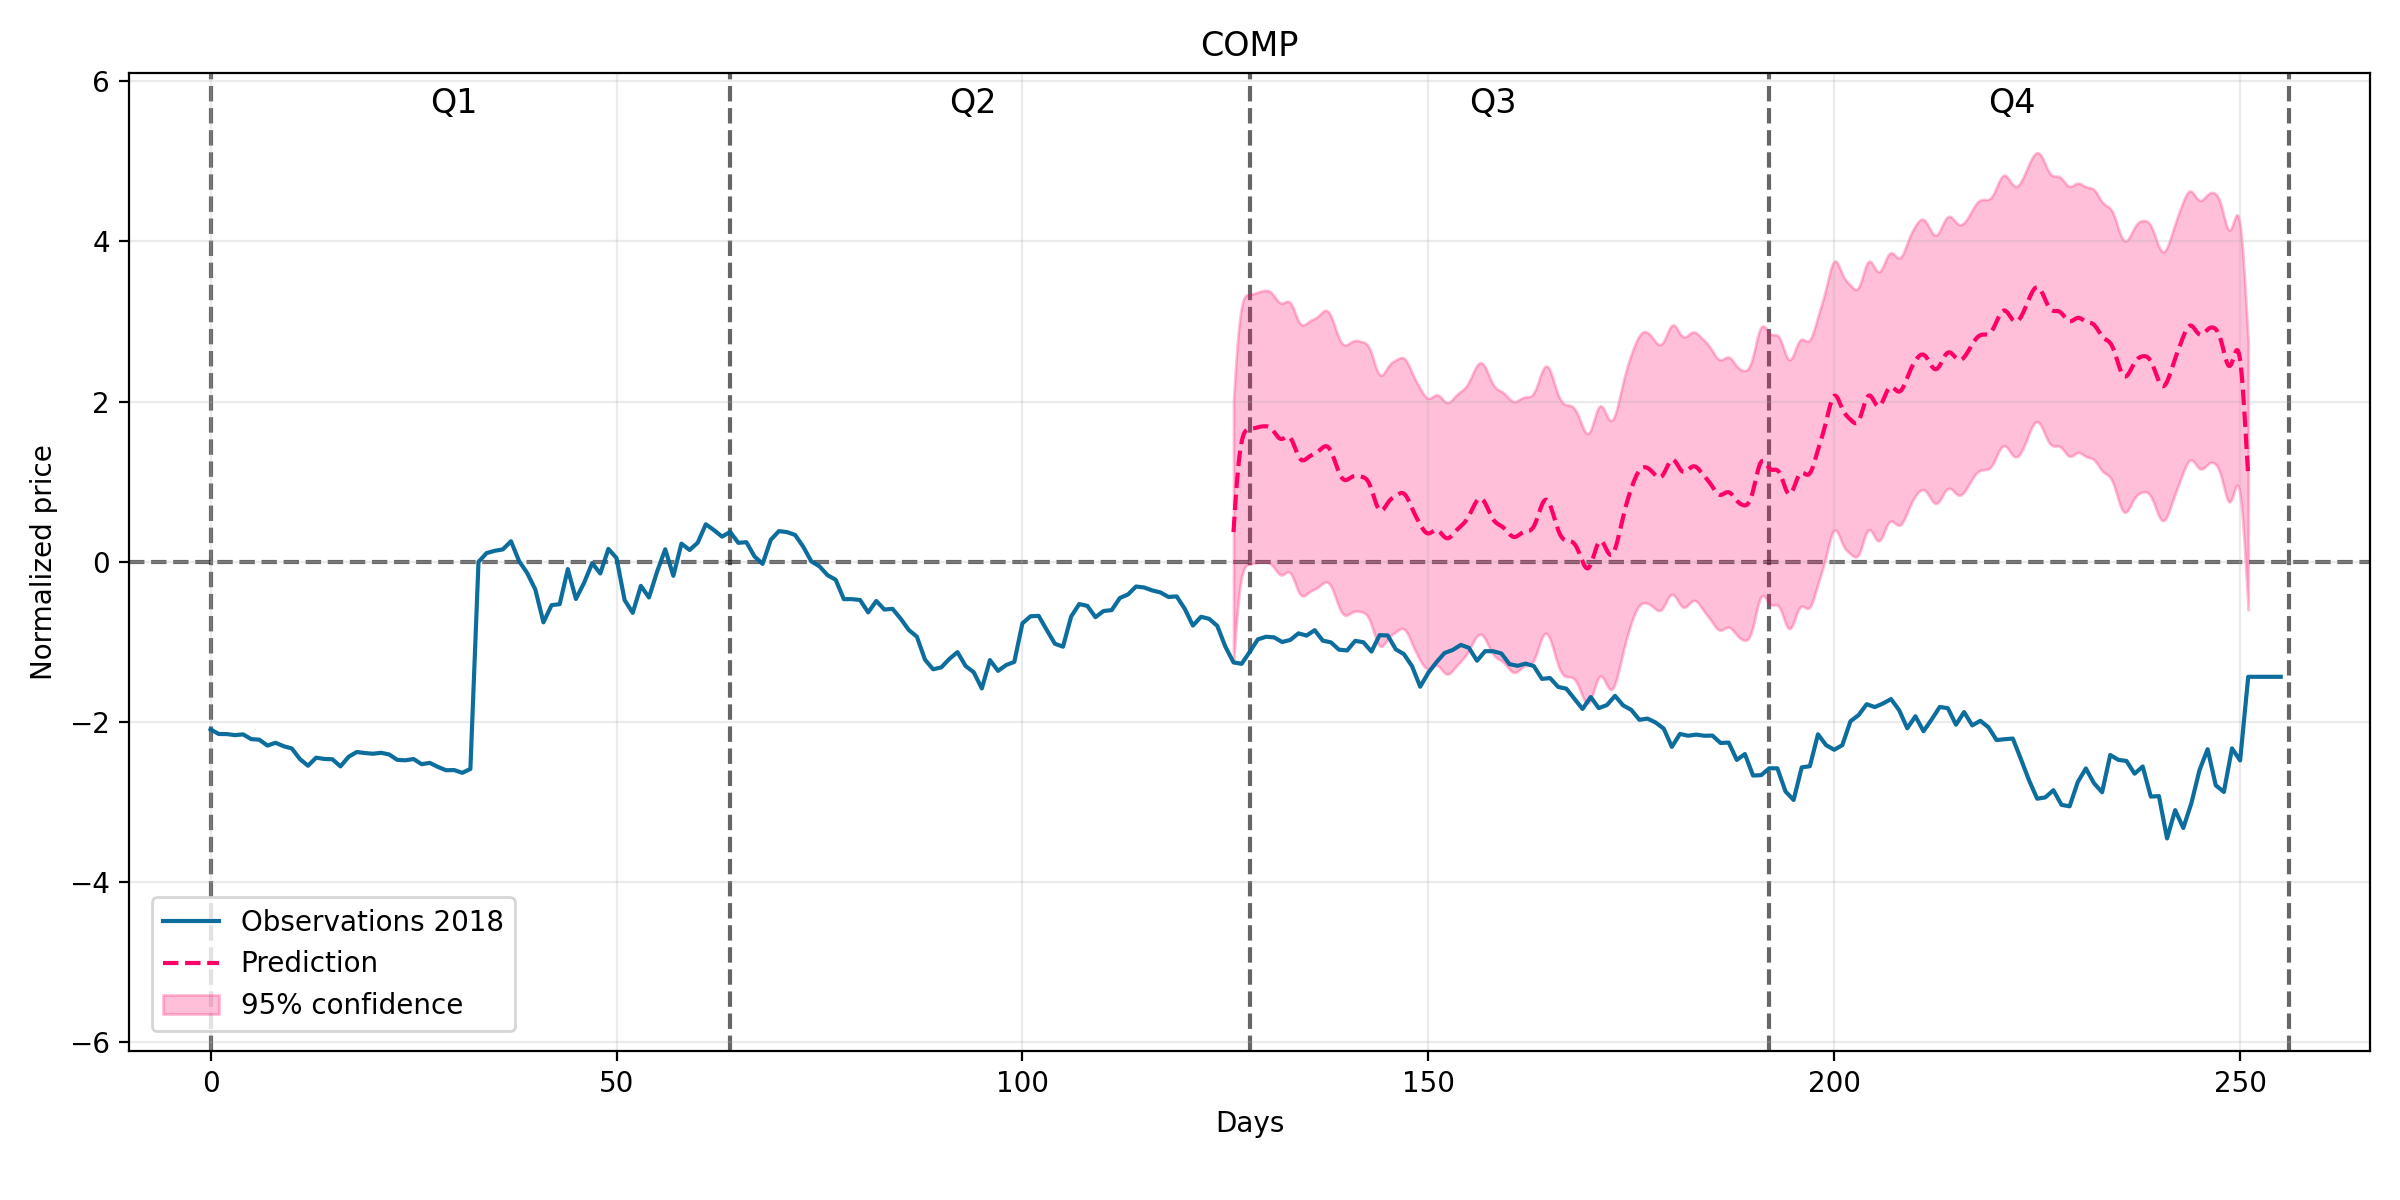 COMP
Q1 Q2 Q3 Q4
6
4
2
0
−2
−4
−6
Normalized price
Observations 2018
Prediction
95% confidence
0 50 100 150 200 250
Days